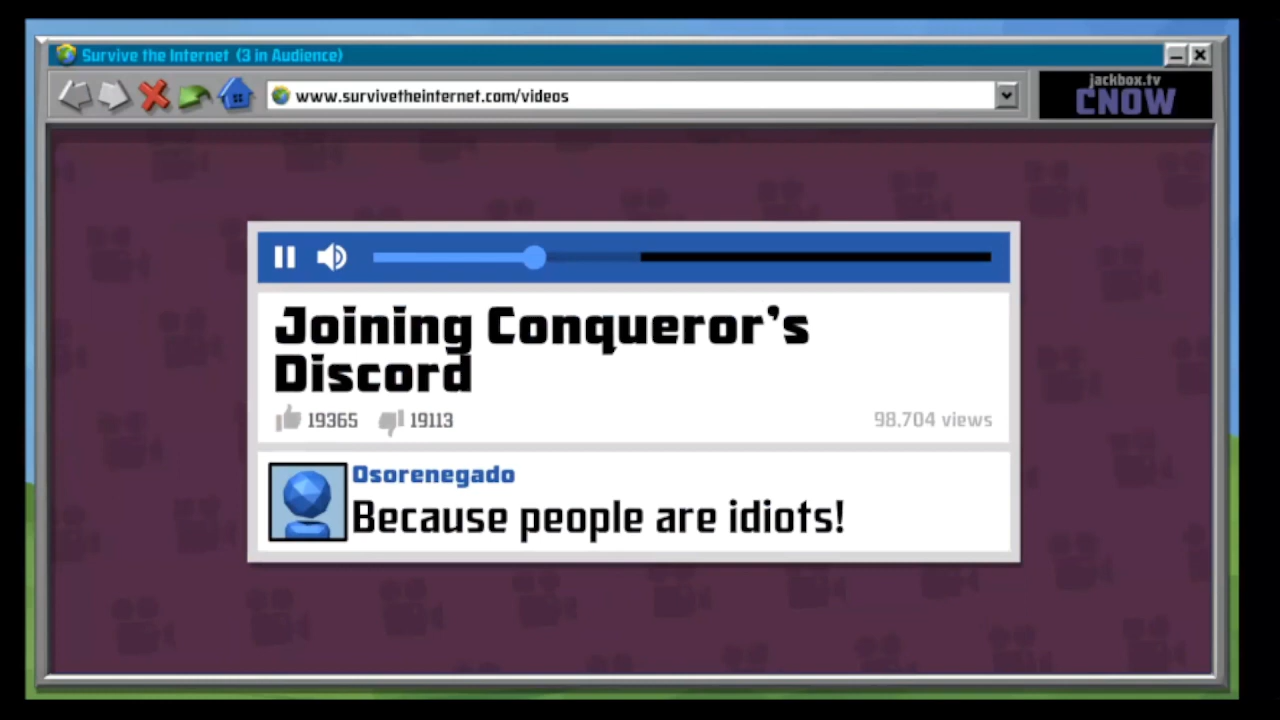 Survive the Internet (3 in Audience)
www.survivetheinternet.com/videos
jackbox.tv
CNOW
Joining Conqueror's
Discord
19365 19113 98,704 views
Osorenegado
Because people are idiots!